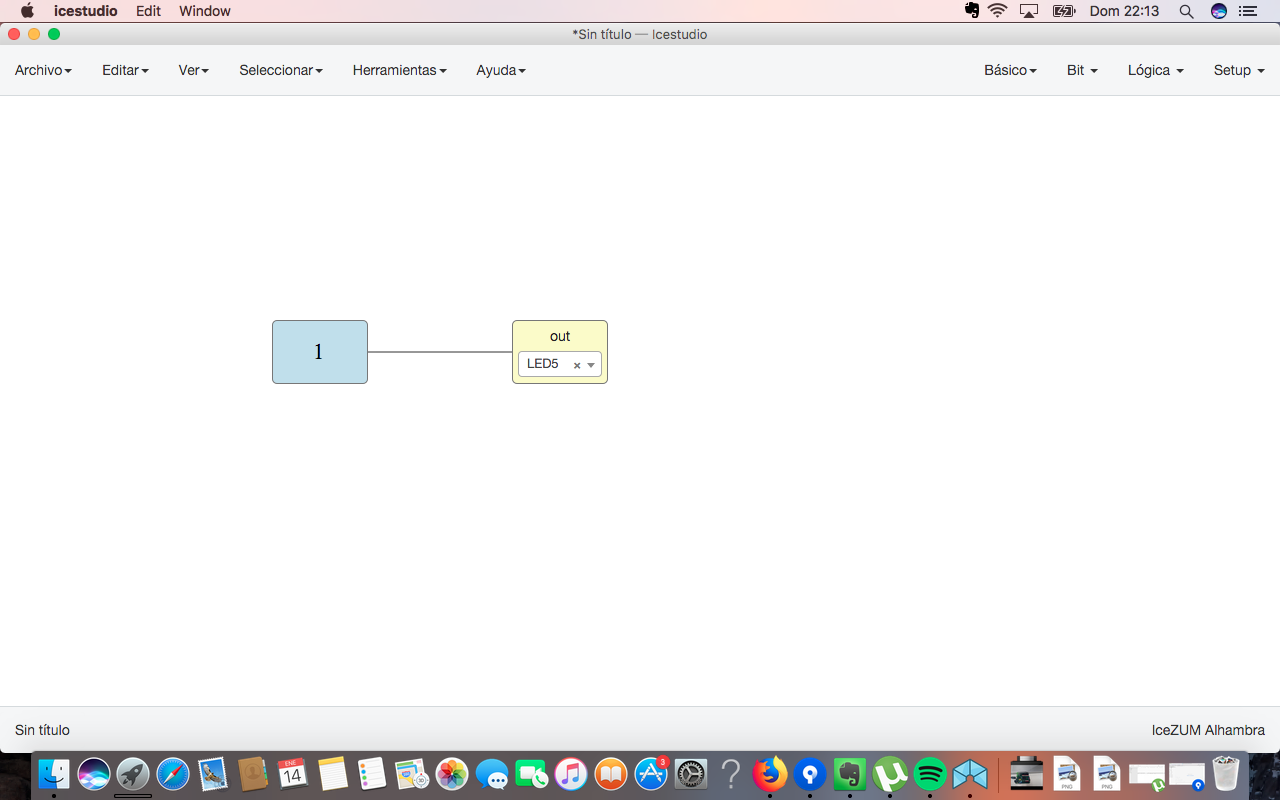 icestudio Edit Window Dom 22:13
*Sin título — Icestudio
Archivo Editar Ver Seleccionar Herramientas Ayuda Básico Bit Lógica Setup
1
out
LED5
Sin título IceZUM Alhambra
ENE
14
3
PNG PNG